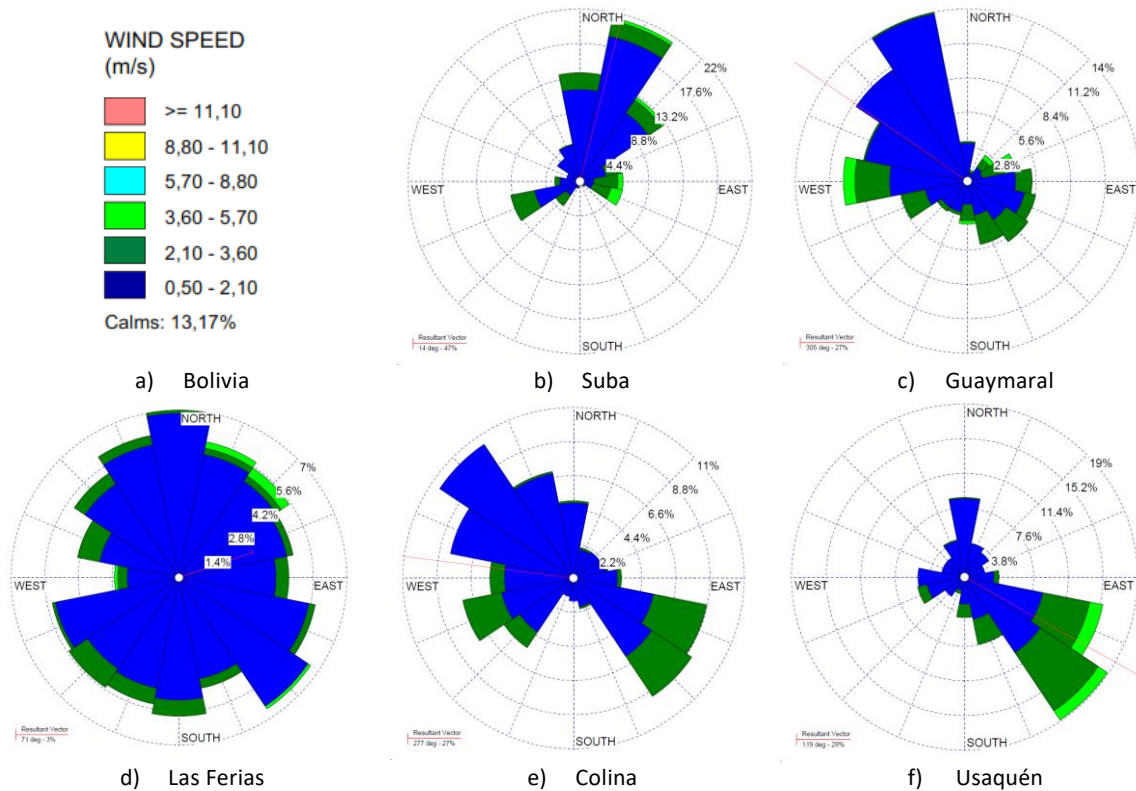 WIND SPEED
(m/s)
>= 11,10
8,80 - 11,10
5,70 - 8,80
3,60 - 5,70
2,10 - 3,60
0,50 - 2,10
Calms: 13,17%
a) Bolivia
NORTH
22%
17.6%
13.2%
8.8%
4.4%
WEST
EAST
SOUTH
Resultant Vector
14 deg - 47%
b) Suba
NORTH
14%
11.2%
8.4%
5.6%
2.8%
WEST
EAST
SOUTH
Resultant Vector
305 deg - 27%
c) Guaymaral
NORTH
7%
5.6%
4.2%
2.8%
1.4%
WEST
EAST
SOUTH
Resultant Vector
71 deg - 3%
d) Las Ferias
NORTH
11%
8.8%
6.6%
4.4%
2.2%
WEST
EAST
SOUTH
Resultant Vector
277 deg - 27%
e) Colina
NORTH
19%
15.2%
11.4%
7.6%
3.8%
WEST
EAST
SOUTH
Resultant Vector
119 deg - 28%
f) Usaquén